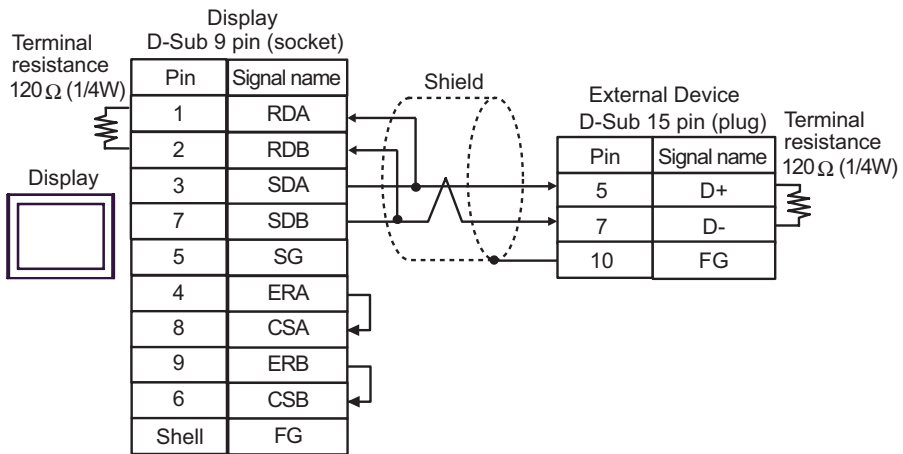 Display
D-Sub 9 pin (socket)
Terminal
resistance
120 Ω (1/4W)
Pin Signal name
1 RDA
2 RDB
3 SDA
7 SDB
5 SG
4 ERA
8 CSA
9 ERB
6 CSB
Shell FG
Display
Shield
External Device
D-Sub 15 pin (plug)
Pin Signal name
5 D+
7 D-
10 FG
Terminal
resistance
120 Ω (1/4W)